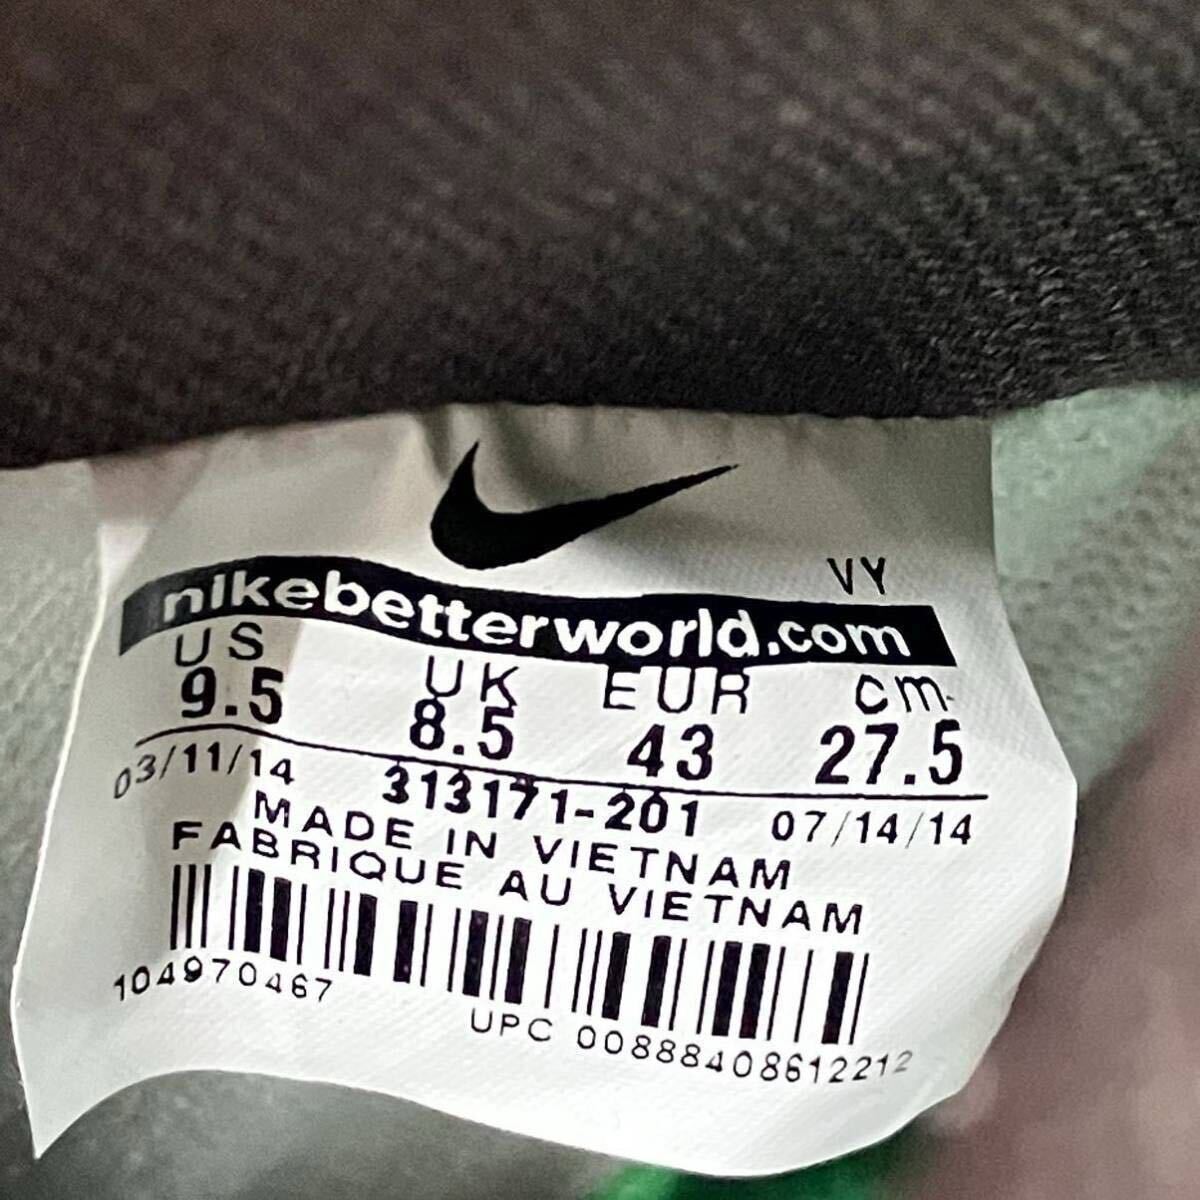 VY
nikebetterworld.com
US UK EUR cm
9.5 8.5 43 27.5
03/11/14 313171-201 07/14/14
MADE IN VIETNAM
FABRIQUE AU VIETNAM
104970467
UPC 00888408612212